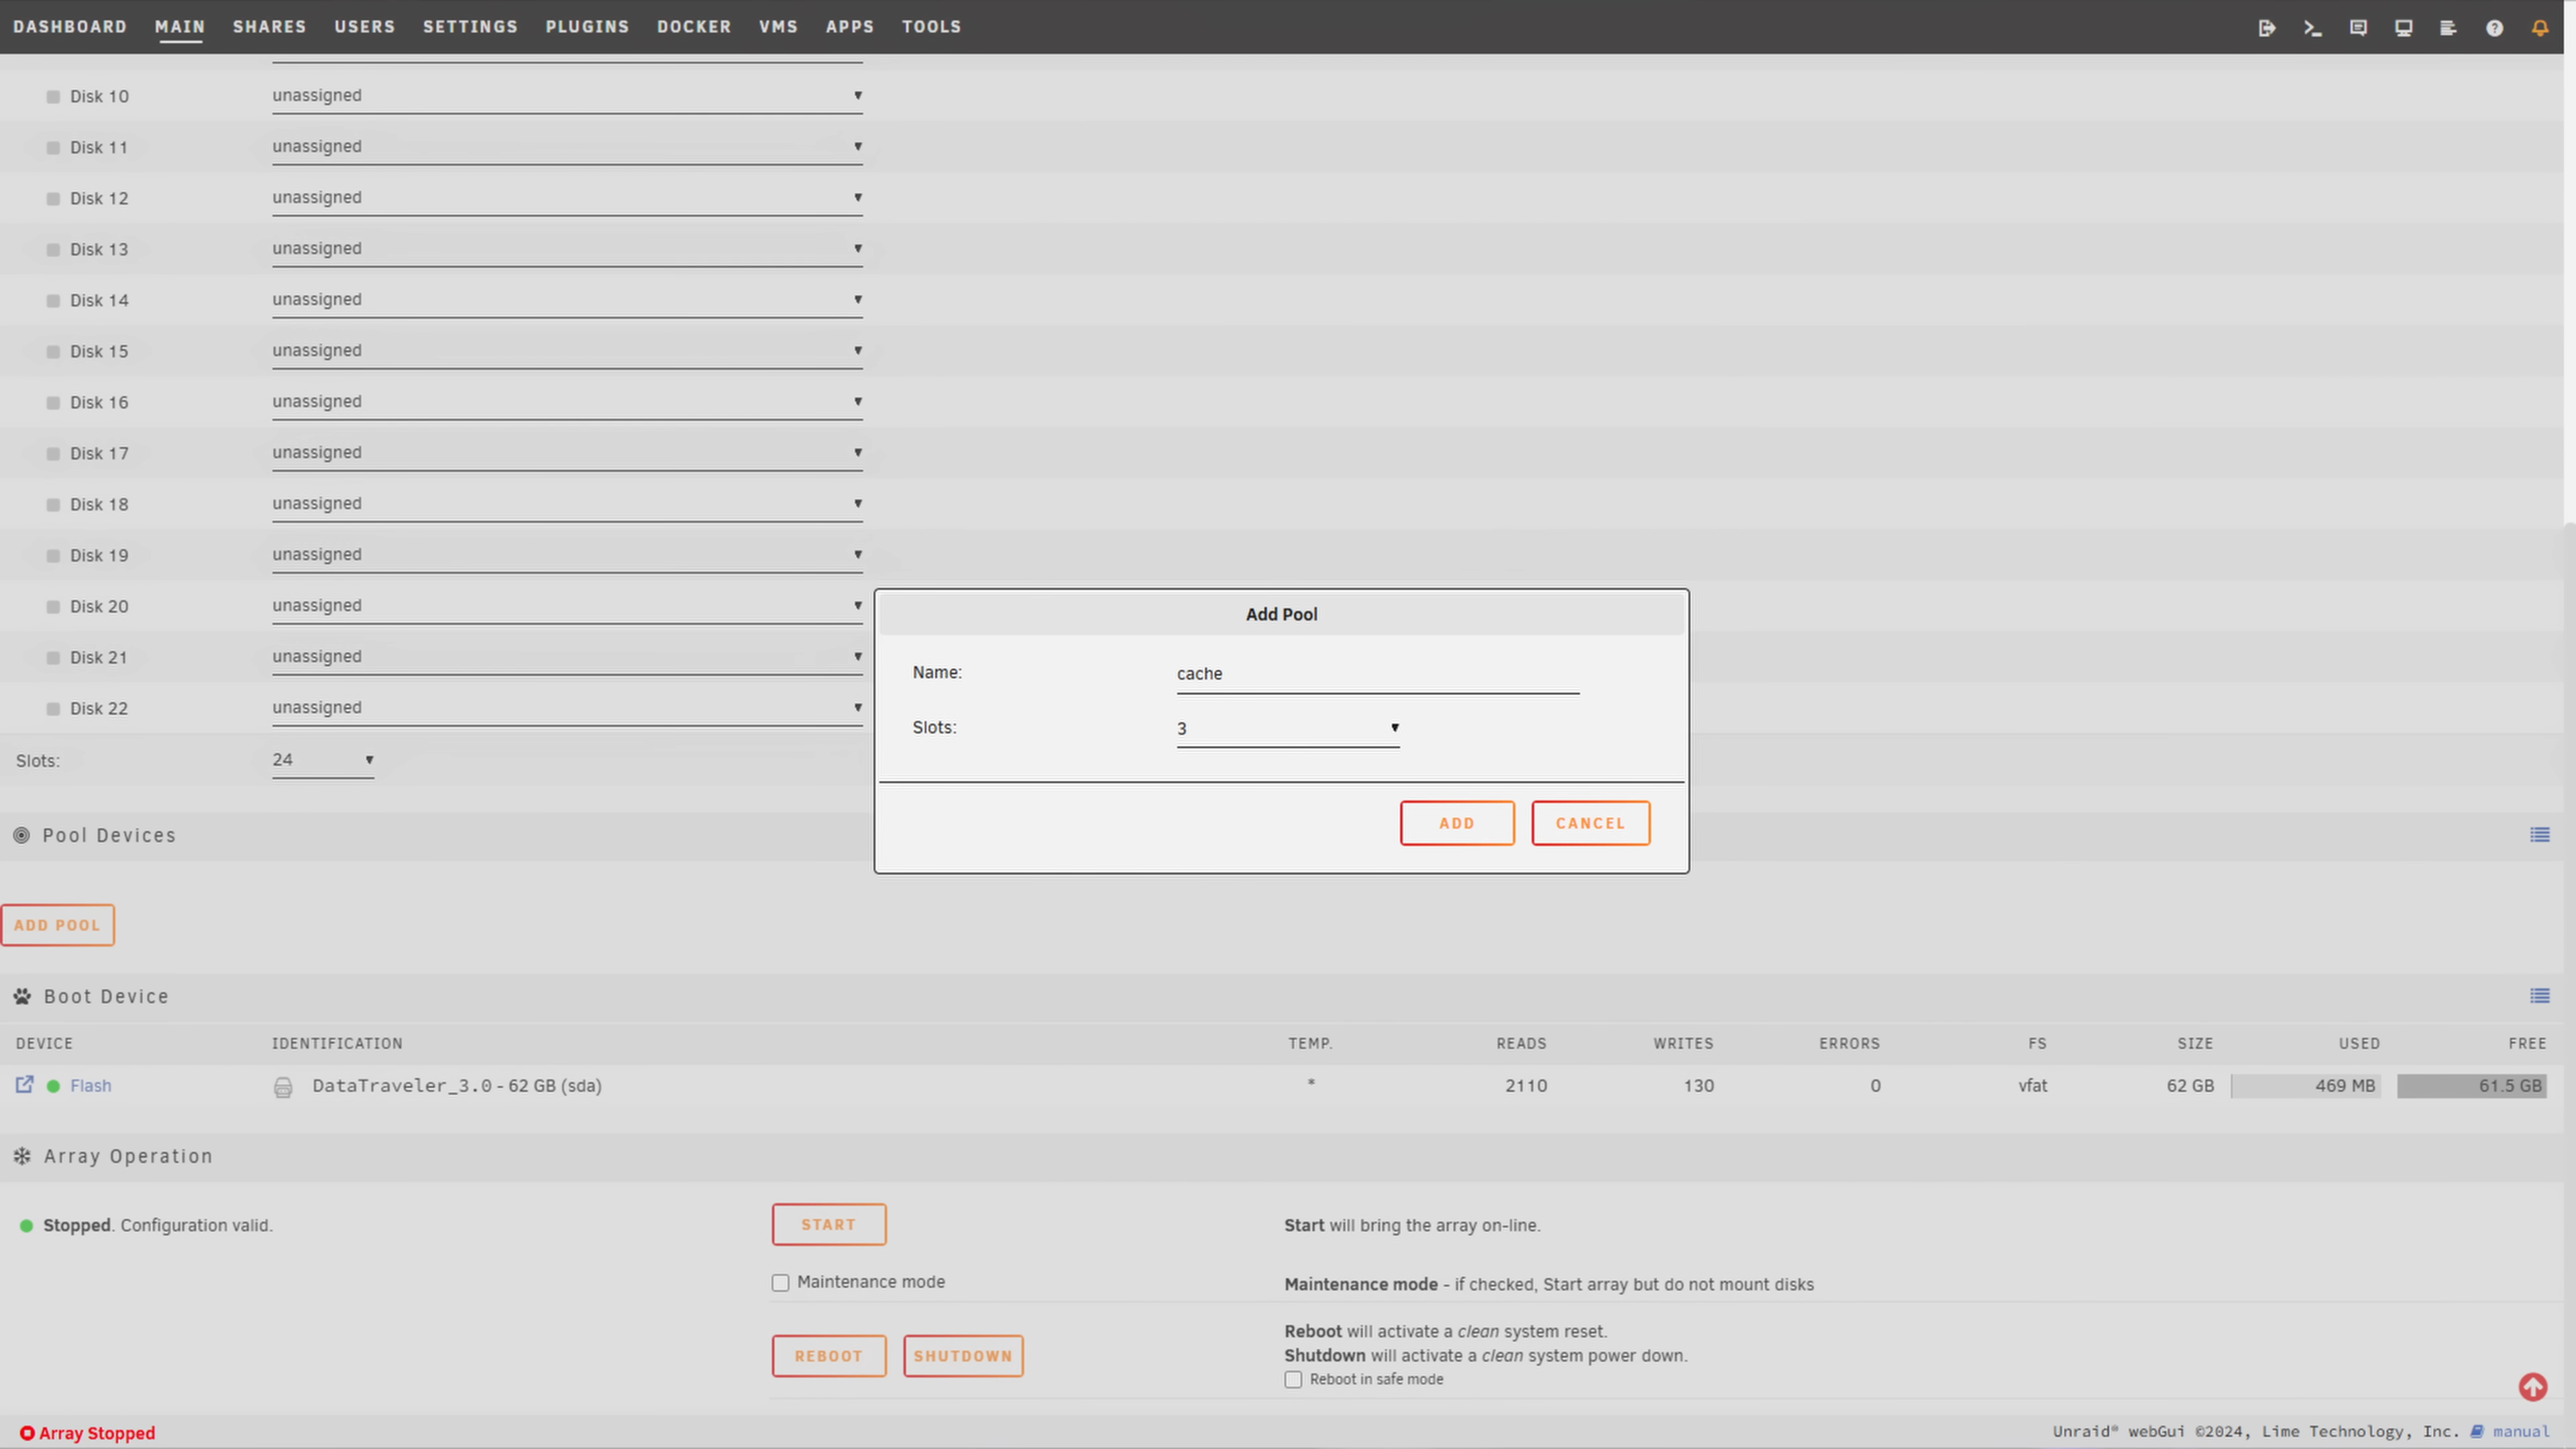 DASHBOARD MAIN SHARES USERS SETTINGS PLUGINS DOCKER VMS APPS TOOLS
Disk 10 unassigned
Disk 11 unassigned
Disk 12 unassigned
Disk 13 unassigned
Disk 14 unassigned
Disk 15 unassigned
Disk 16 unassigned
Disk 17 unassigned
Disk 18 unassigned
Disk 19 unassigned
Disk 20 unassigned
Disk 21 unassigned
Disk 22 unassigned
Slots: 24
Add Pool
Name: cache
Slots: 3
ADD CANCEL
Pool Devices
ADD POOL
Boot Device
DEVICE IDENTIFICATION TEMP. READS WRITES ERRORS FS SIZE USED FREE
Flash DataTraveler_3.0 - 62 GB (sda) * 2110 130 0 vfat 62 GB 469 MB 61.5 GB
Array Operation
Stopped. Configuration valid. START Start will bring the array on-line.
Maintenance mode Maintenance mode - if checked, Start array but do not mount disks
Reboot will activate a clean system reset.
REBOOT SHUTDOWN Shutdown will activate a clean system power down.
Reboot in safe mode
Array Stopped Unraid® webGui ©2024, Lime Technology, Inc. manual